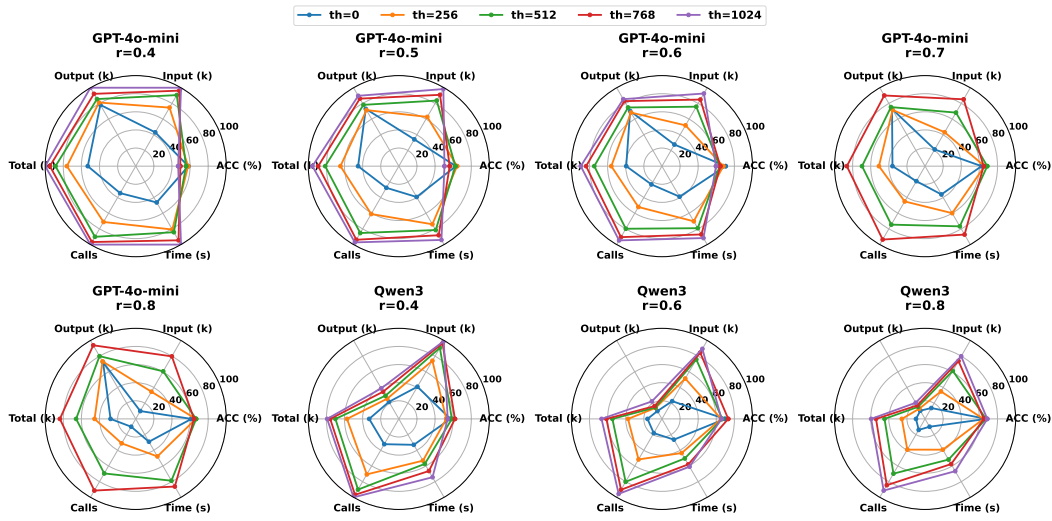 th=0 th=256 th=512 th=768 th=1024
GPT-4o-mini
r=0.4
Output (k) Input (k)
100
80
60
40
20
Total (k) ACC (%)
Calls Time (s)
GPT-4o-mini
r=0.5
Output (k) Input (k)
100
80
60
40
20
Total (k) ACC (%)
Calls Time (s)
GPT-4o-mini
r=0.6
Output (k) Input (k)
100
80
60
40
20
Total (k) ACC (%)
Calls Time (s)
GPT-4o-mini
r=0.7
Output (k) Input (k)
100
80
60
40
20
Total (k) ACC (%)
Calls Time (s)
GPT-4o-mini
r=0.8
Output (k) Input (k)
100
80
60
40
20
Total (k) ACC (%)
Calls Time (s)
Qwen3
r=0.4
Output (k) Input (k)
100
80
60
40
20
Total (k) ACC (%)
Calls Time (s)
Qwen3
r=0.6
Output (k) Input (k)
100
80
60
40
20
Total (k) ACC (%)
Calls Time (s)
Qwen3
r=0.8
Output (k) Input (k)
100
80
60
40
20
Total (k) ACC (%)
Calls Time (s)